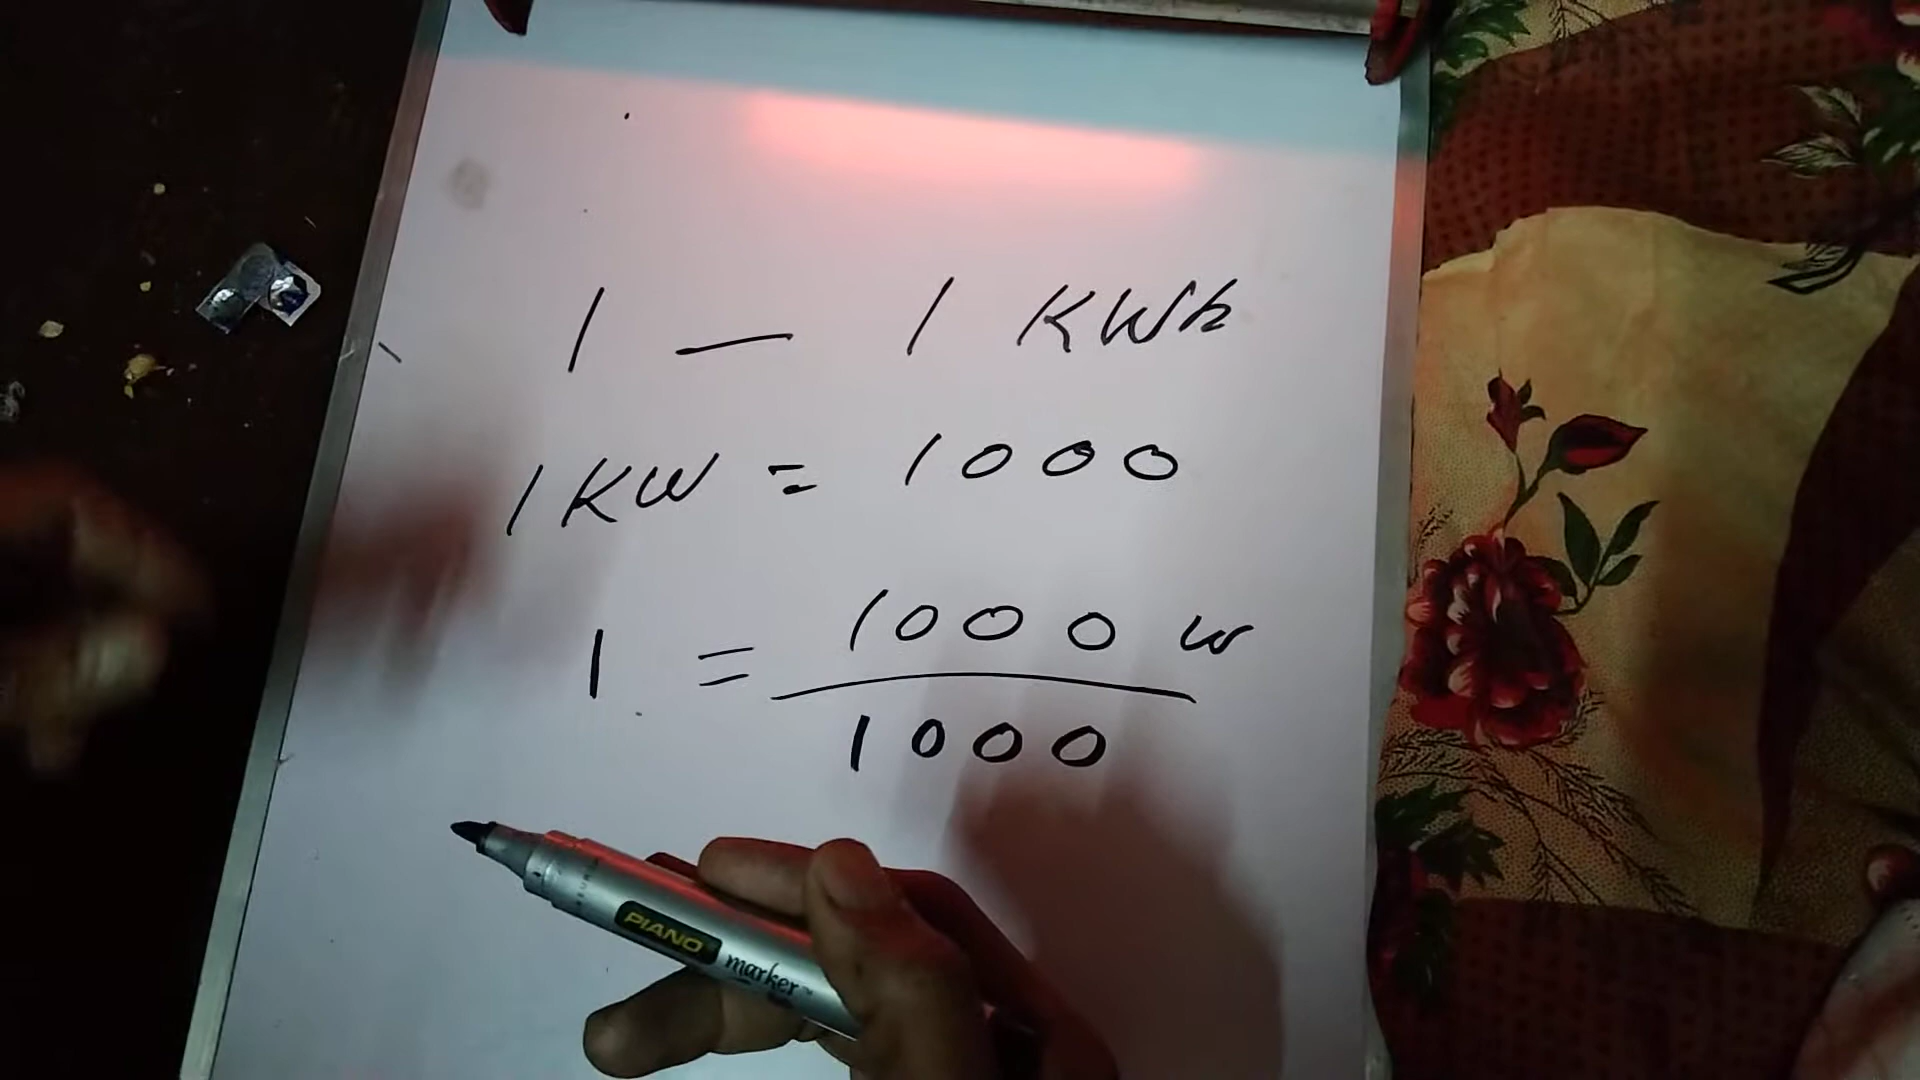 1 — 1 KWh
1KW = 1000
1 = 1000 w
1000
PIANO
marker